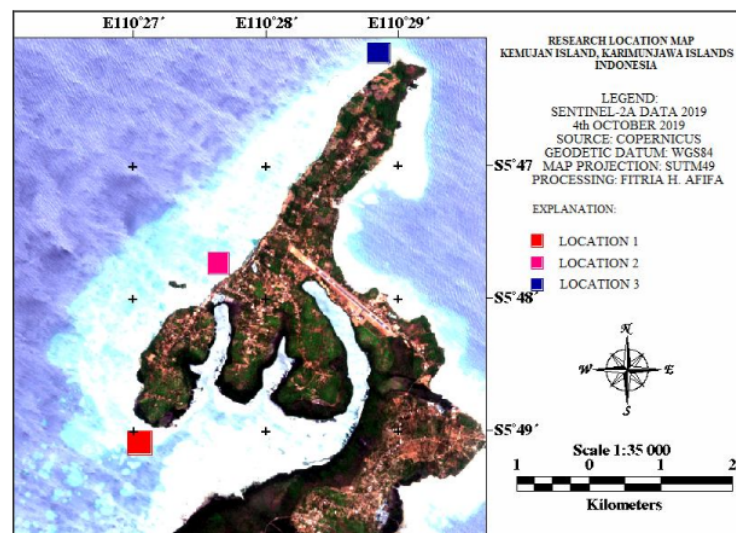 E110°27′ E110°28′ E110°29′
S5°47
S5°48′
S5°49′
RESEARCH LOCATION MAP
KEMUJAN ISLAND, KARIMUNJAWA ISLANDS
INDONESIA
LEGEND:
SENTINEL-2A DATA 2019
4th OCTOBER 2019
SOURCE: COPERNICUS
GEODETIC DATUM: WGS84
MAP PROJECTION: SUTM49
PROCESSING: FITRIA H. AFIFA
EXPLANATION:
LOCATION 1
LOCATION 2
LOCATION 3
N
W E
S
Scale 1:35 000
1 0 1 2
Kilometers